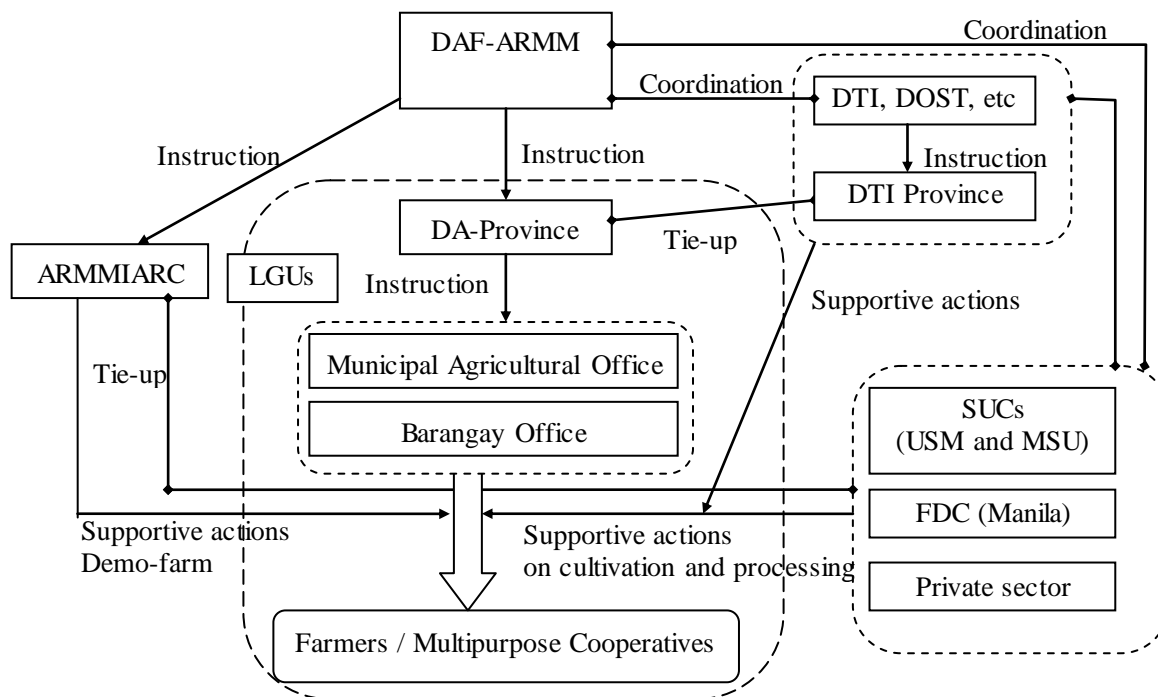 DAF-ARMM
Coordination
Coordination
DTI, DOST, etc
Instruction
Instruction
Instruction
DTI Province
DA-Province
Tie-up
ARMMIARC
LGUs
Instruction
Supportive actions
Municipal Agricultural Office
Tie-up
Barangay Office
SUCs
(USM and MSU)
FDC (Manila)
Supportive actions
Demo-farm
Supportive actions
on cultivation and processing
Private sector
Farmers / Multipurpose Cooperatives